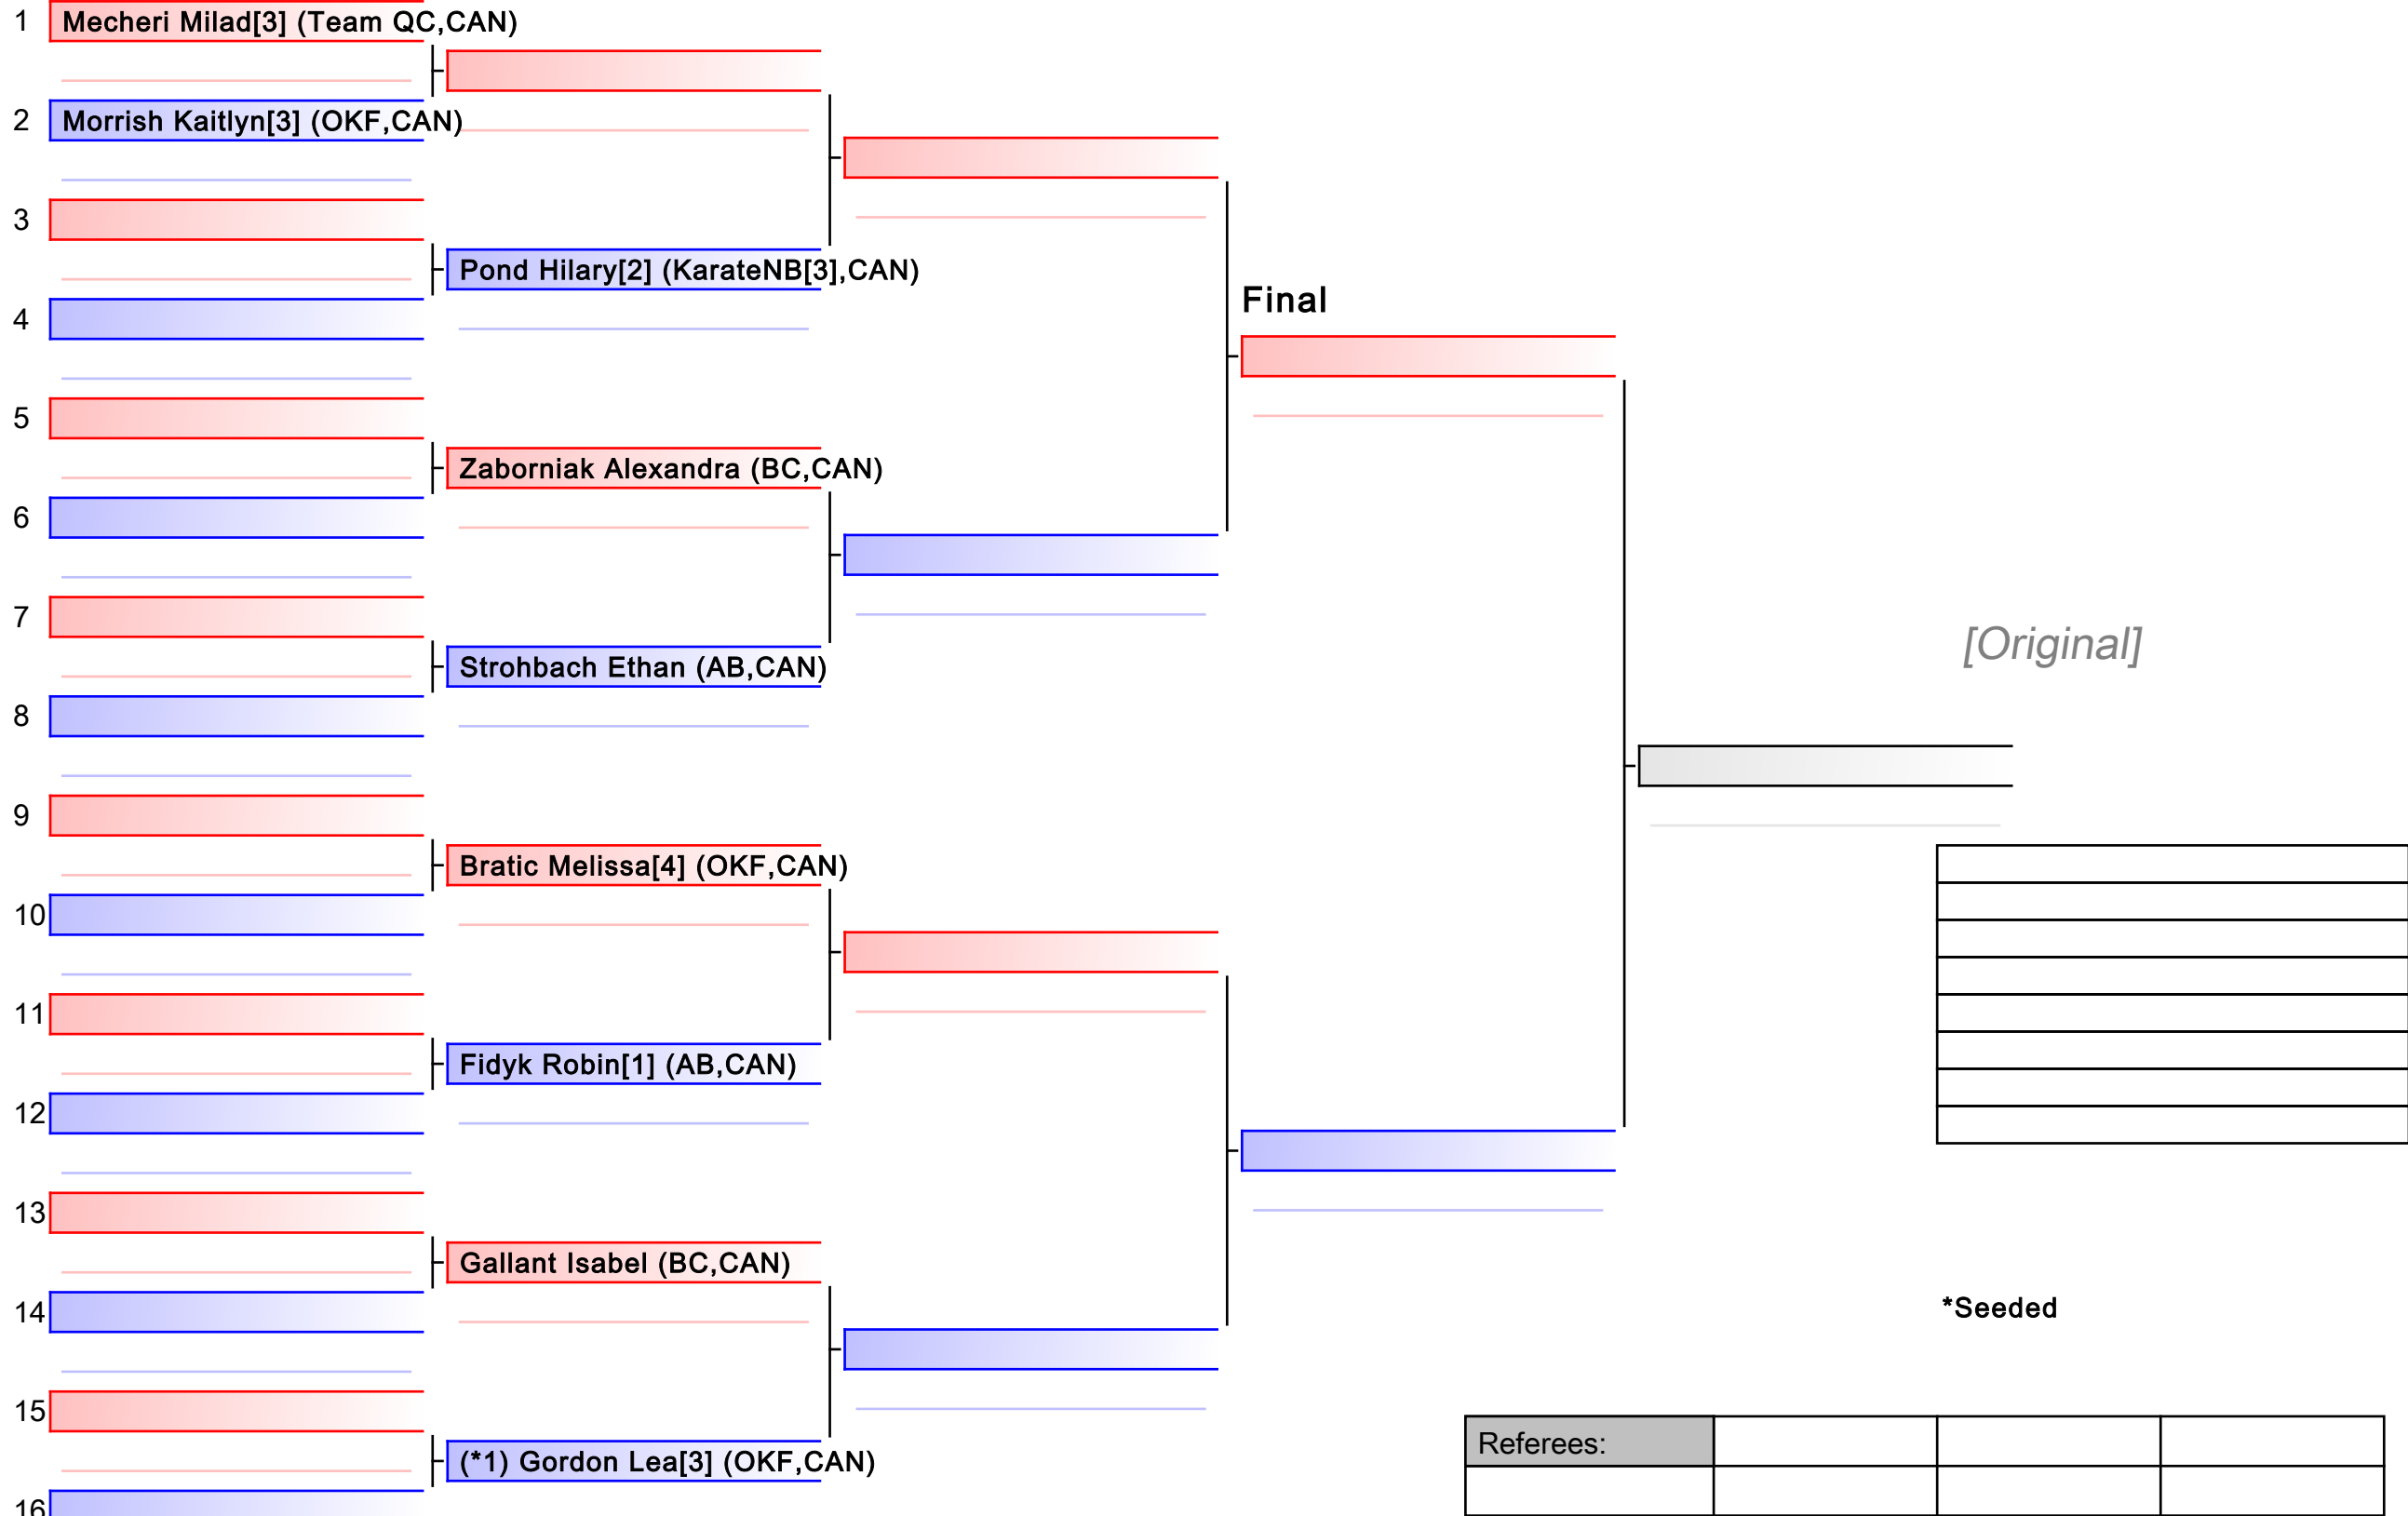 1 Mecheri Milad[3] (Team QC,CAN)
2 Morrish Kaitlyn[3] (OKF,CAN)
3
Pond Hilary[2] (KarateNB[3],CAN)
Final
4
5
Zaborniak Alexandra (BC,CAN)
6
7
[Original]
Strohbach Ethan (AB,CAN)
8
9
Bratic Melissa[4] (OKF,CAN)
10
11
Fidyk Robin[1] (AB,CAN)
12
13
Gallant Isabel (BC,CAN)
14
*Seeded
15
Referees:
(*1) Gordon Lea[3] (OKF,CAN)
16